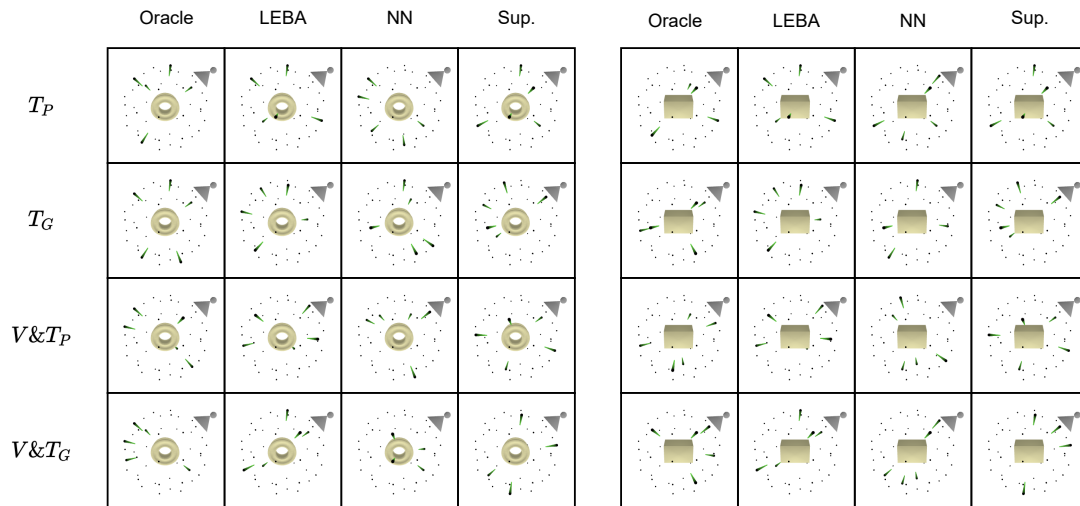 Oracle LEBA NN Sup. Oracle LEBA NN Sup.
T_P
T_G
V&T_P
V&T_G